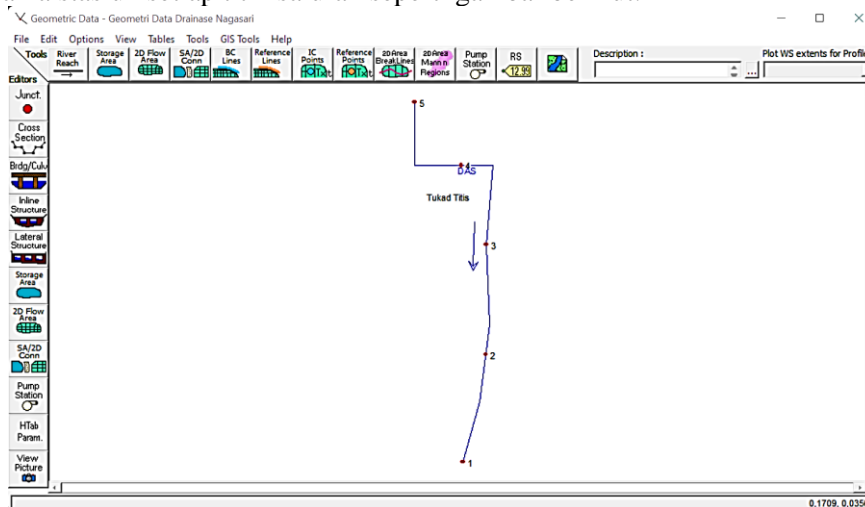 Geometric Data - Geometri Data Drainase Nagasari
File Edit Options View Tables Tools GIS Tools Help
Tools
River Reach
Storage Area
2D Flow Area
SA/2D Conn
BC Lines
Reference Lines
IC Points
Reference Points
2D Area BreakLines
2D Area Mann n Regions
Pump Station
RS
12.99
Description :
...
Plot WS extents for Profile
Editors
Junct.
Cross Section
Brdg/Culv
Inline Structure
Lateral Structure
Storage Area
2D Flow Area
SA/2D Conn
Pump Station
HTab Param.
View Picture
5
4
DAS
Tukad Titis
3
2
1
0.1709, 0.035